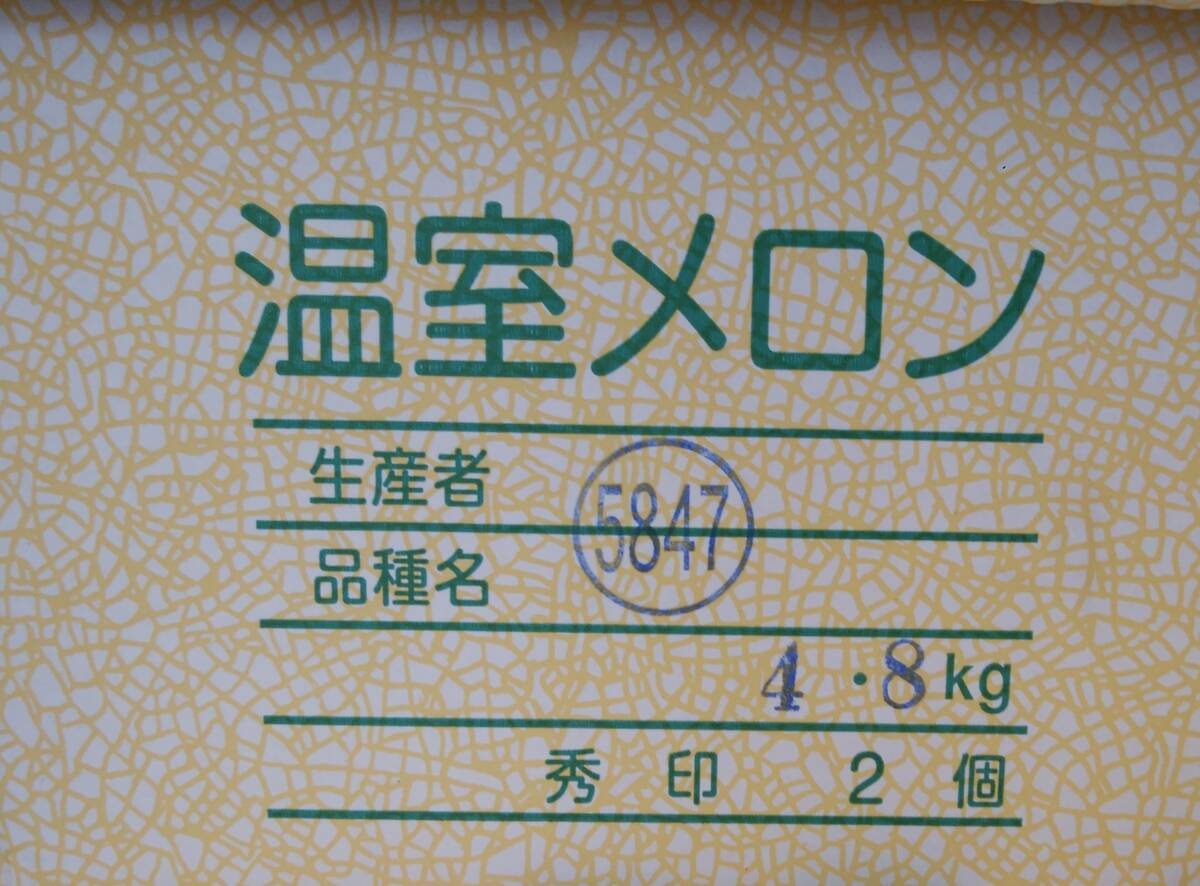 温室メロン
生産者
5847
品種名
4.8kg
秀印 2個